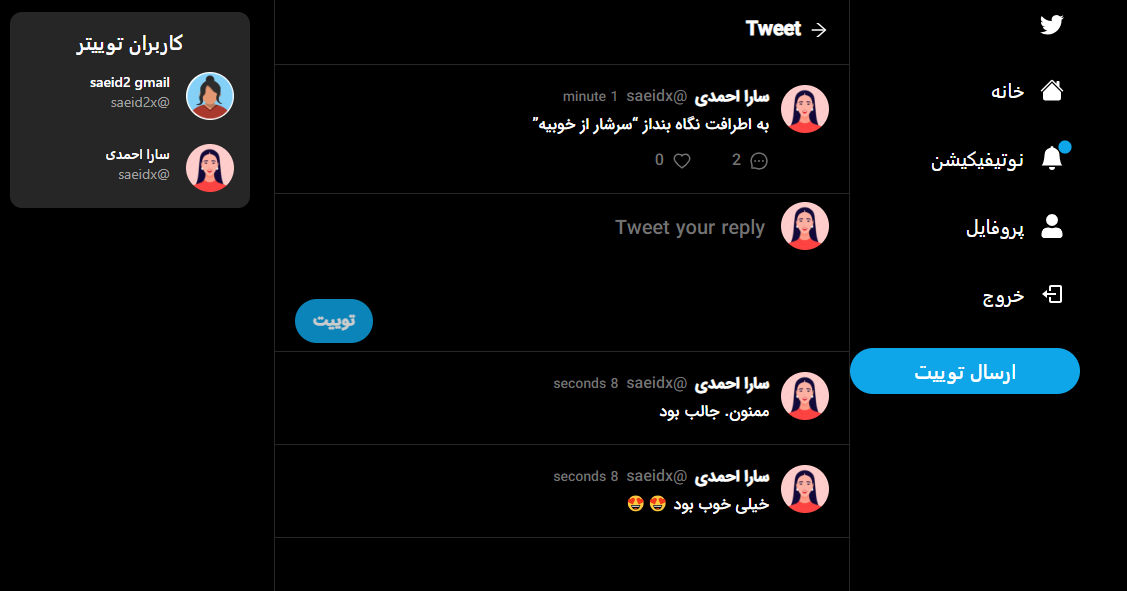 خانه
نوتیفیکیشن
پروفایل
خروج
ارسال توییت
Tweet
سارا احمدی @saeidx 1 minute
به اطرافت نگاه بنداز “سرشار از خوبیه”
2 0
Tweet your reply
توییت
سارا احمدی @saeidx 8 seconds
ممنون. جالب بود
سارا احمدی @saeidx 8 seconds
خیلی خوب بود 😍 😍
کاربران توییتر
saeid2 gmail
@saeid2x
سارا احمدی
@saeidx